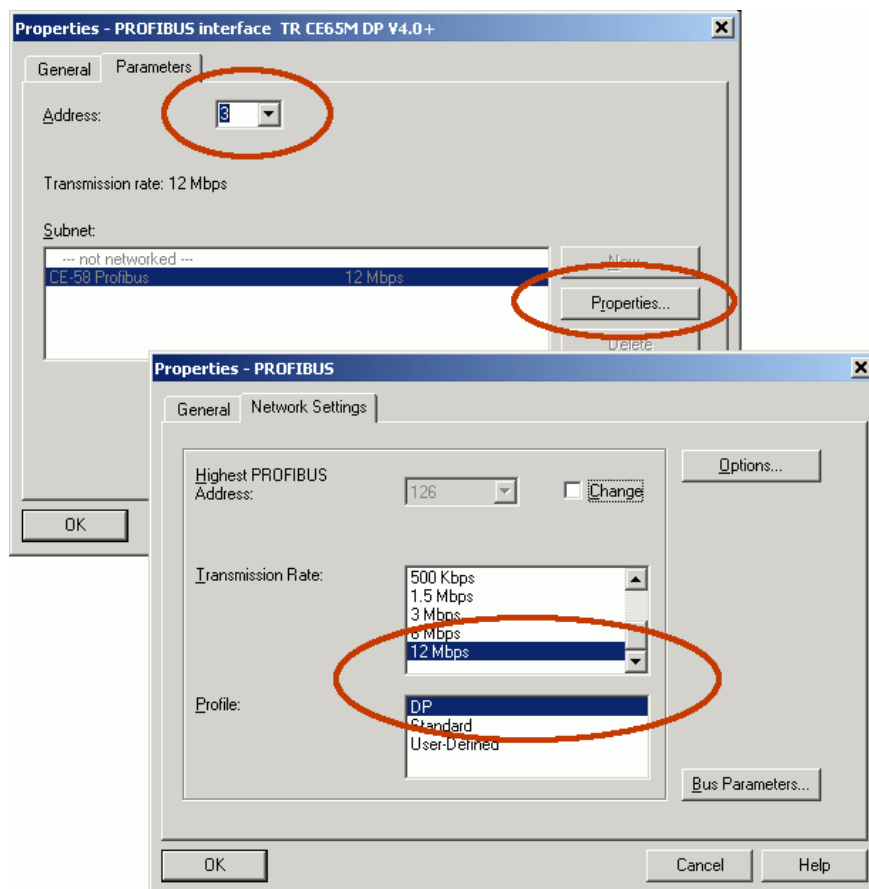 Properties - PROFIBUS interface TR CE65M DP V4.0+
General Parameters
Address: 3
Transmission rate: 12 Mbps
Subnet:
--- not networked ---
CE-58 Profibus 12 Mbps
New...
Properties...
Delete
OK
Properties - PROFIBUS
General Network Settings
Highest PROFIBUS
Address:
126
Change
Options...
Transmission Rate:
500 Kbps
1.5 Mbps
3 Mbps
6 Mbps
12 Mbps
Profile:
DP
Standard
User-Defined
Bus Parameters...
OK Cancel Help